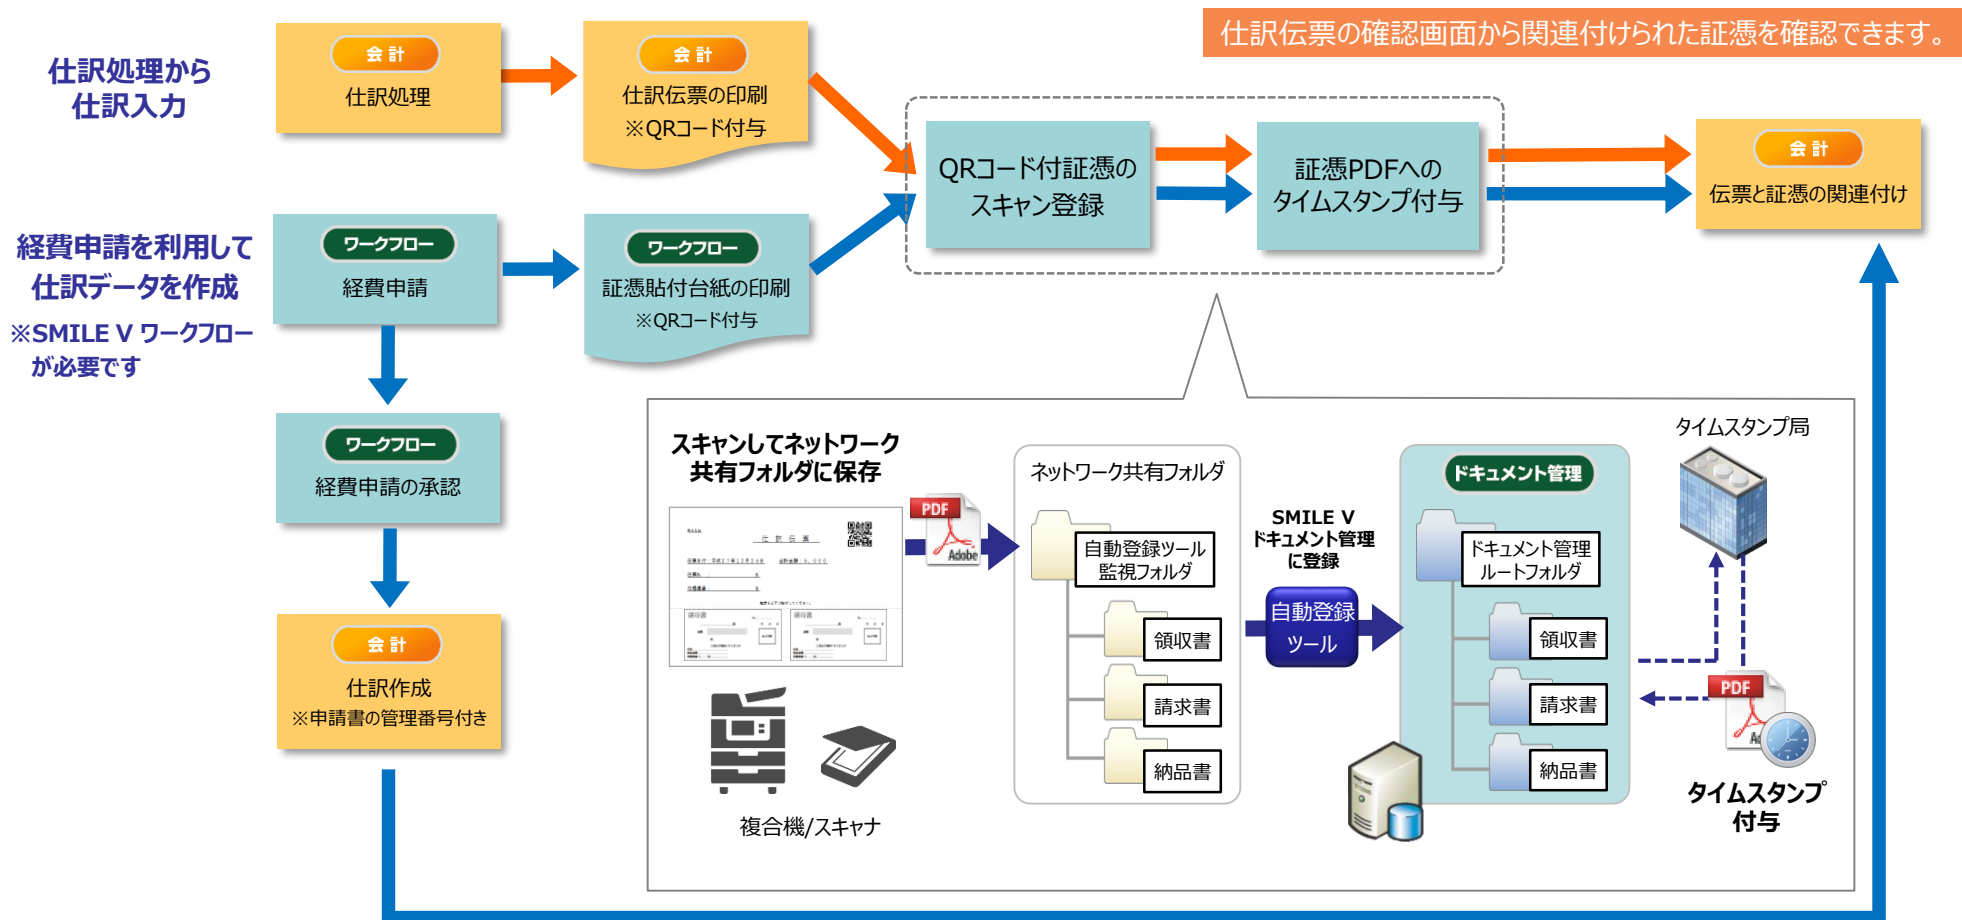 仕訳伝票の確認画面から関連付けられた証憑を確認できます。
仕訳処理から
仕訳入力
会計
仕訳処理
会計
仕訳伝票の印刷
※QRコード付与
QRコード付証憑の
スキャン登録
証憑PDFへの
タイムスタンプ付与
会計
伝票と証憑の関連付け
経費申請を利用して
仕訳データを作成
※SMILE V ワークフロー
が必要です
ワークフロー
経費申請
ワークフロー
証憑貼付台紙の印刷
※QRコード付与
ワークフロー
経費申請の承認
会計
仕訳作成
※申請書の管理番号付き
スキャンしてネットワーク
共有フォルダに保存
仕 訳 伝 票
領収書
領収書
複合機/スキャナ
PDF
Adobe
ネットワーク共有フォルダ
自動登録ツール
監視フォルダ
領収書
請求書
納品書
SMILE V
ドキュメント管理
に登録
自動登録
ツール
ドキュメント管理
ドキュメント管理
ルートフォルダ
領収書
請求書
納品書
タイムスタンプ局
PDF
タイムスタンプ
付与